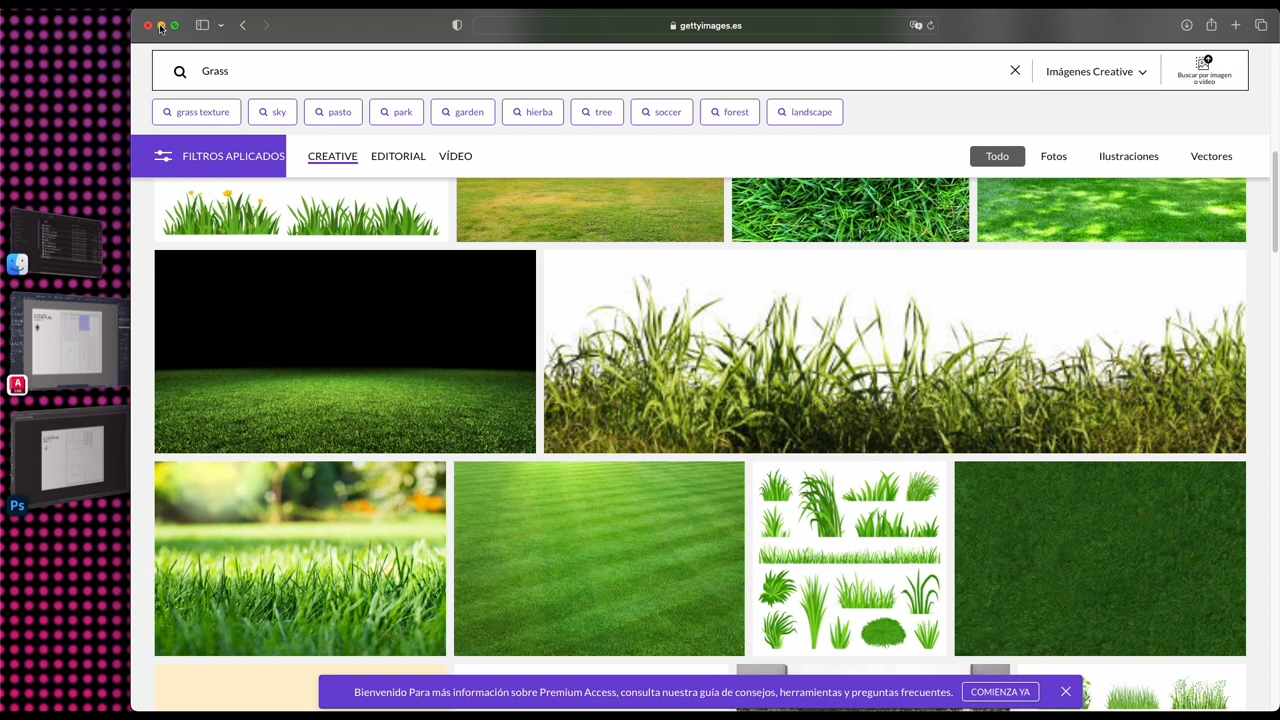 gettyimages.es
Grass
Imágenes Creative
Buscar por imagen
o vídeo
grass texture
sky
pasto
park
garden
hierba
tree
soccer
forest
landscape
FILTROS APLICADOS
CREATIVE
EDITORIAL
VÍDEO
Todo
Fotos
Ilustraciones
Vectores
A
Ps
Bienvenido Para más información sobre Premium Access, consulta nuestra guía de consejos, herramientas y preguntas frecuentes.
COMIENZA YA